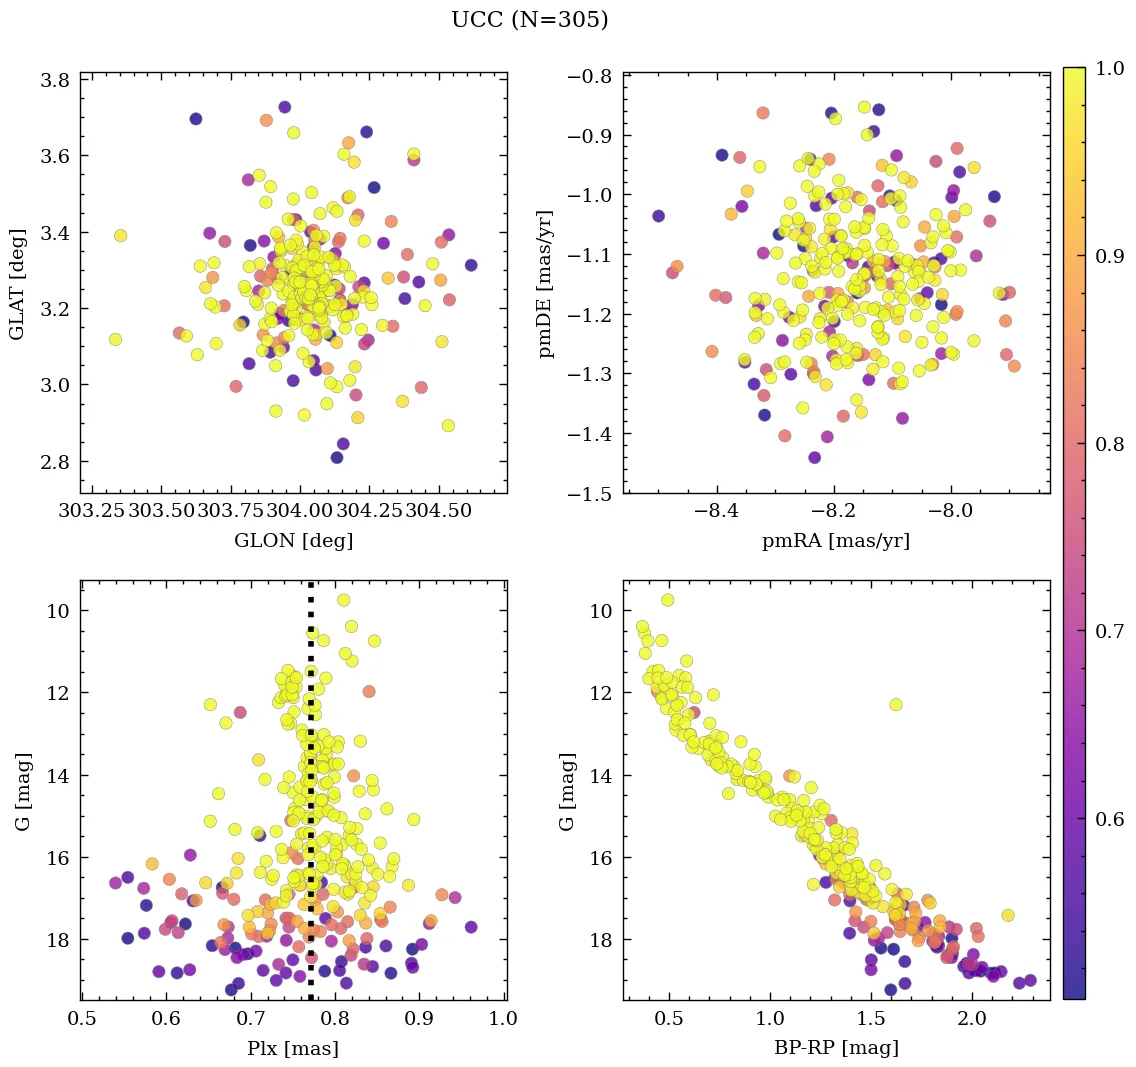 UCC (N=305)
3.8
3.6
3.4
3.2
3.0
2.8
GLAT [deg]
303.25 303.50 303.75 304.00 304.25 304.50
GLON [deg]
−0.8
−0.9
−1.0
−1.1
−1.2
−1.3
−1.4
−1.5
pmDE [mas/yr]
−8.4 −8.2 −8.0
pmRA [mas/yr]
10
12
14
16
18
G [mag]
0.5 0.6 0.7 0.8 0.9 1.0
Plx [mas]
10
12
14
16
18
G [mag]
0.5 1.0 1.5 2.0
BP-RP [mag]
1.0
0.9
0.8
0.7
0.6